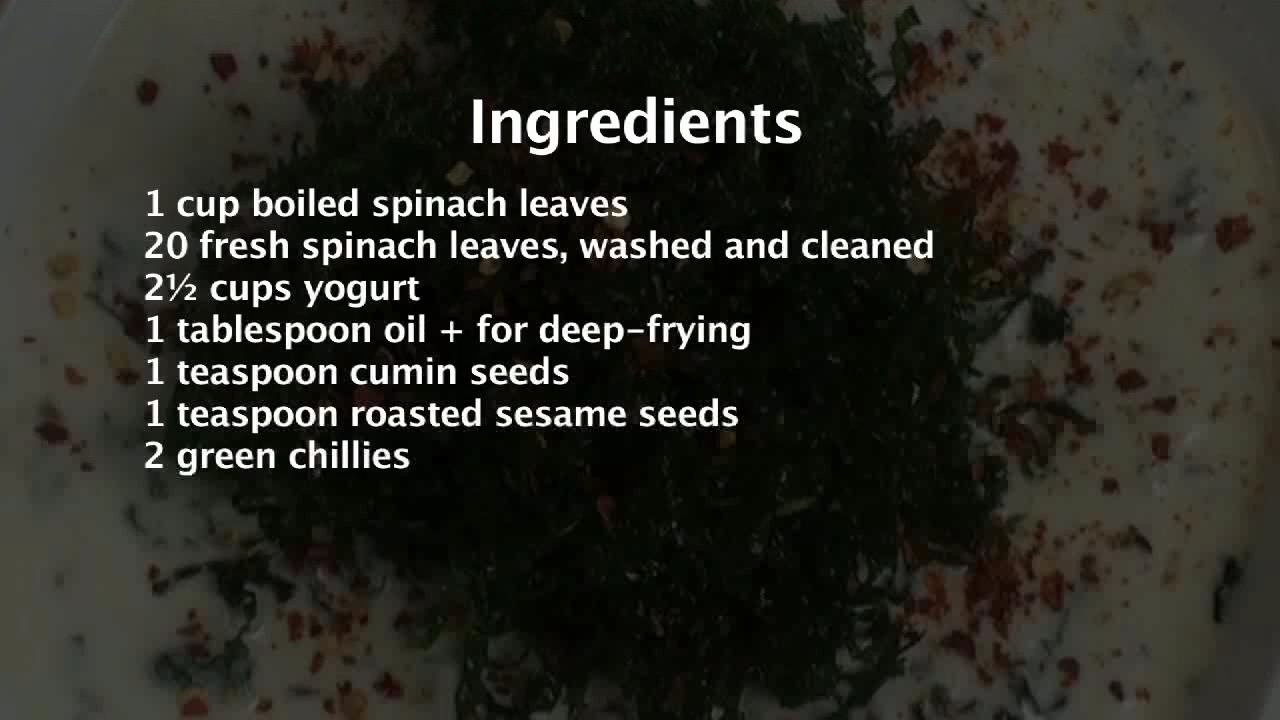 Ingredients
1 cup boiled spinach leaves
20 fresh spinach leaves, washed and cleaned
2½ cups yogurt
1 tablespoon oil + for deep-frying
1 teaspoon cumin seeds
1 teaspoon roasted sesame seeds
2 green chillies